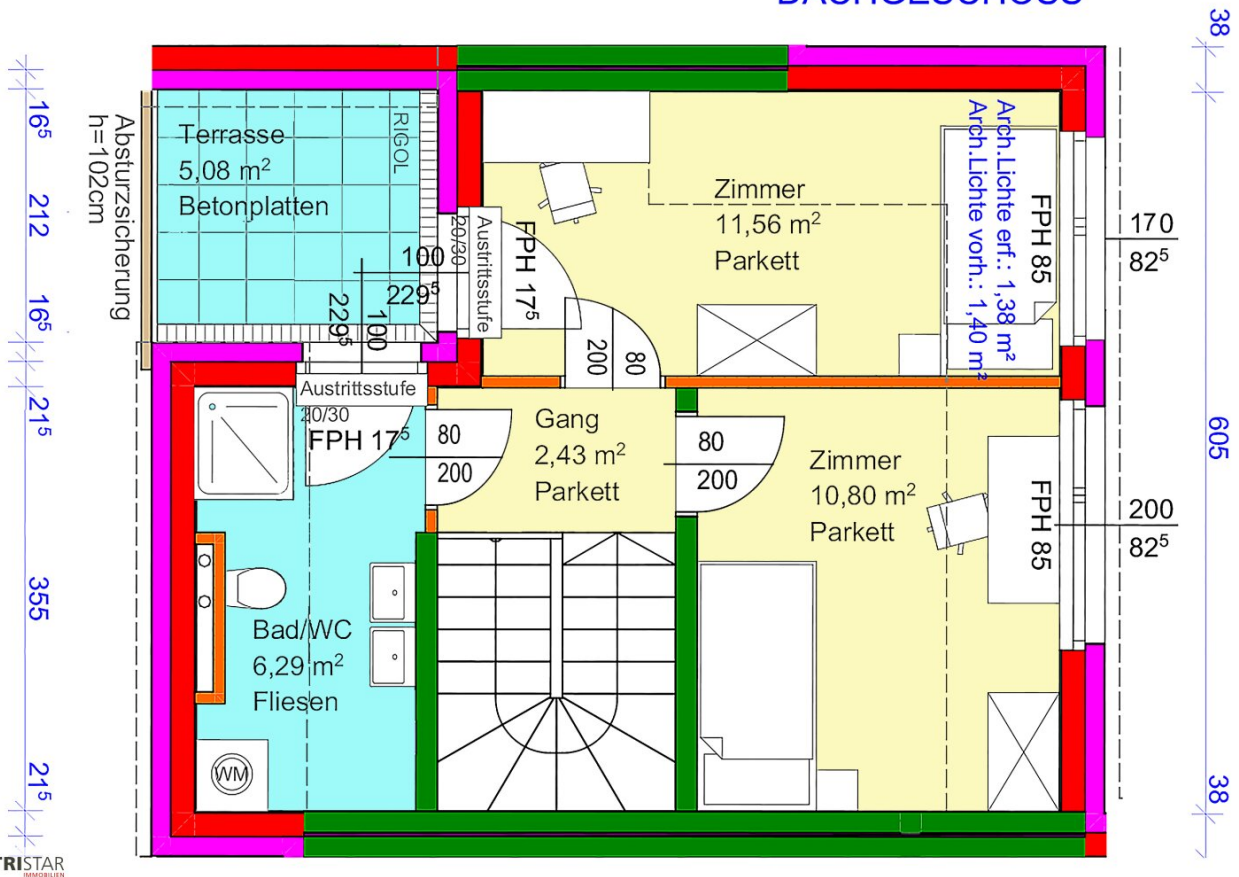 DACHGESCHOSS
38
16⁵
212
16⁵
21⁵
355
21⁵
Absturzsicherung
h=102cm
Terrasse
5,08 m²
Betonplatten
RIGOL
100
229⁵
100
229⁵
Austrittsstufe
20/30
FPH 17⁵
Zimmer
11,56 m²
Parkett
Arch.Lichte erf.: 1,38 m²
Arch.Lichte vorh.: 1,40 m²
FPH 85
170
82⁵
80
200
Austrittsstufe
20/30
FPH 17⁵
80
200
Gang
2,43 m²
Parkett
80
200
Zimmer
10,80 m²
Parkett
FPH 85
200
82⁵
605
38
Bad/WC
6,29 m²
Fliesen
WM
TRISTAR
IMMOBILIEN